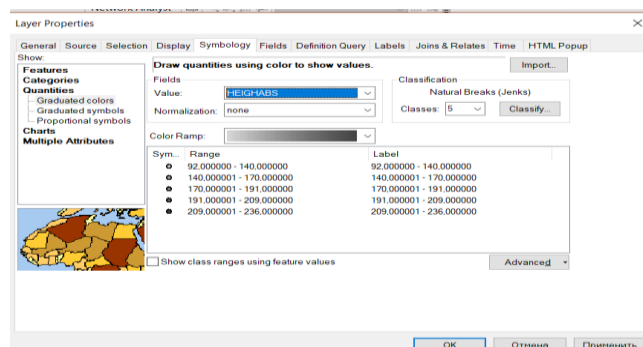 Network Analyst
Layer Properties
General Source Selection Display Symbology Fields Definition Query Labels Joins & Relates Time HTML Popup
Show:
Features
Categories
Quantities
Graduated colors
Graduated symbols
Proportional symbols
Charts
Multiple Attributes
Draw quantities using color to show values.
Import...
Fields
Value: HEIGHABS
Normalization: none
Classification
Natural Breaks (Jenks)
Classes: 5 Classify...
Color Ramp:
Sym... Range Label
92,000000 - 140,000000 92,000000 - 140,000000
140,000001 - 170,000000 140,000001 - 170,000000
170,000001 - 191,000000 170,000001 - 191,000000
191,000001 - 209,000000 191,000001 - 209,000000
209,000001 - 236,000000 209,000001 - 236,000000
Show class ranges using feature values
Advanced
OK Отмена Применить